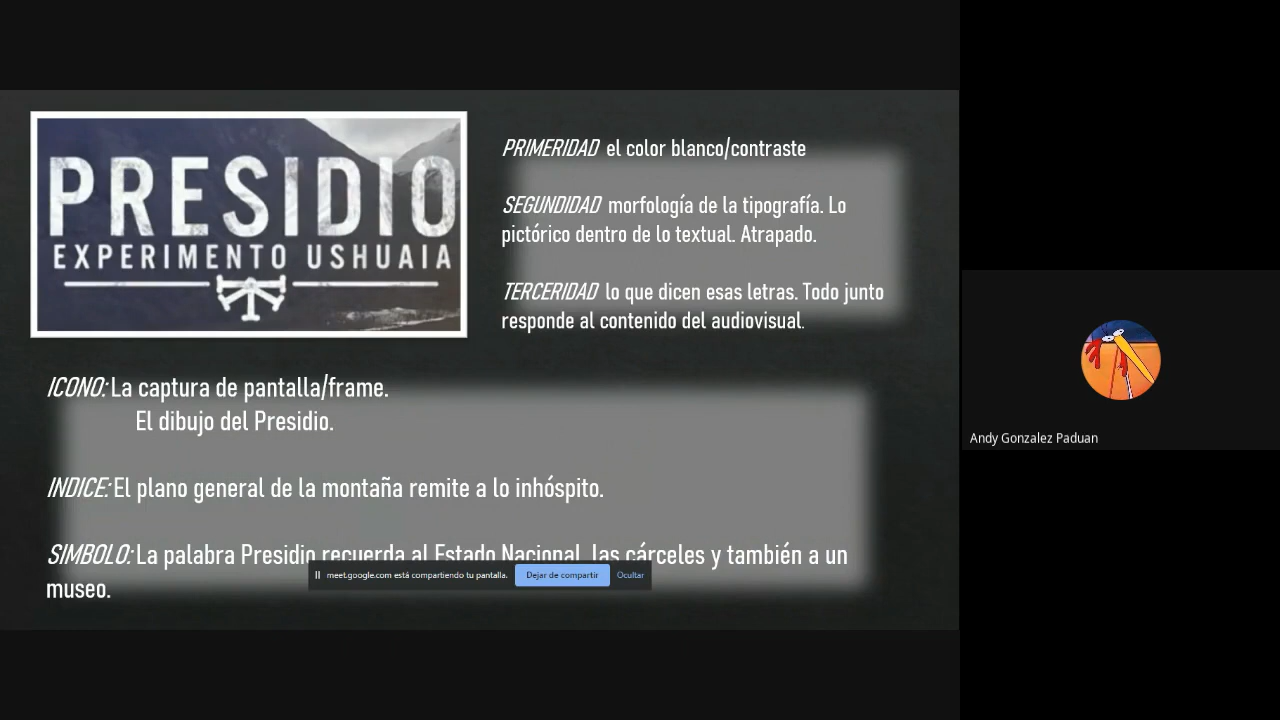 PRESIDIO
EXPERIMENTO USHUAIA
PRIMERIDAD el color blanco/contraste
SEGUNDIDAD morfología de la tipografía. Lo
pictórico dentro de lo textual. Atrapado.
TERCERIDAD lo que dicen esas letras. Todo junto
responde al contenido del audiovisual.
ICONO: La captura de pantalla/frame.
El dibujo del Presidio.
INDICE: El plano general de la montaña remite a lo inhóspito.
SIMBOLO: La palabra Presidio recuerda al Estado Nacional, las cárceles y también a un
museo.
meet.google.com está compartiendo tu pantalla. Dejar de compartir Ocultar
Andy Gonzalez Paduan